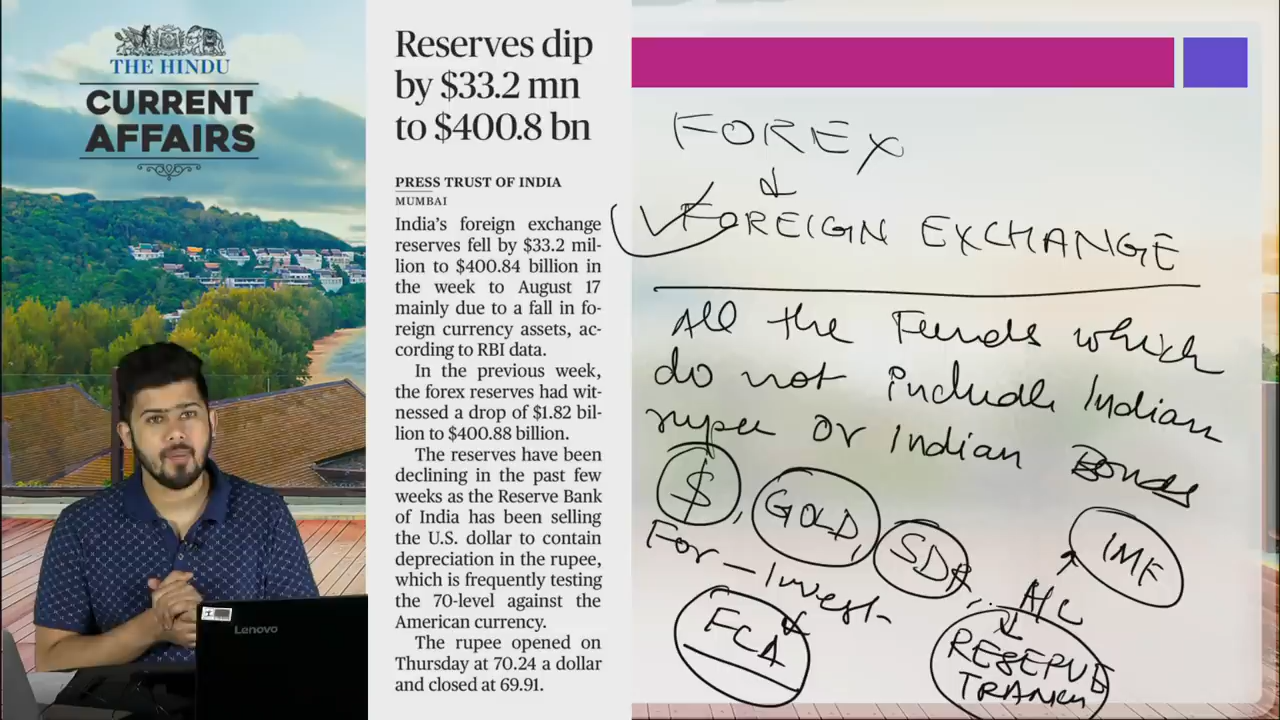 THE HINDU
CURRENT
AFFAIRS
Reserves dip
by $33.2 mn
to $400.8 bn
PRESS TRUST OF INDIA
MUMBAI
India's foreign exchange
reserves fell by $33.2 mil-
lion to $400.84 billion in
the week to August 17
mainly due to a fall in fo-
reign currency assets, ac-
cording to RBI data.
In the previous week,
the forex reserves had wit-
nessed a drop of $1.82 bil-
lion to $400.88 billion.
The reserves have been
declining in the past few
weeks as the Reserve Bank
of India has been selling
the U.S. dollar to contain
depreciation in the rupee,
which is frequently testing
the 70-level against the
American currency.
The rupee opened on
Thursday at 70.24 a dollar
and closed at 69.91.
FOREX
FOREIGN EXCHANGE
All the Funds which
do not include Indian
rupee or Indian Bonds
$, GOLD, SDR, ..
IMF
For - Invest-
A/C
FCA
RESERVE
TRANCH
Lenovo